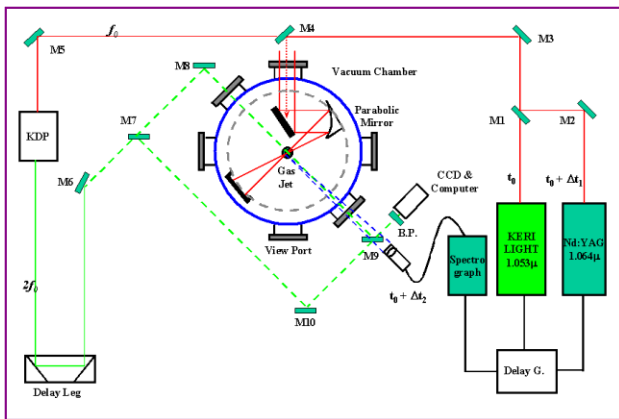 M5
f0
M4
M3
M8
Vacuum Chamber
Parabolic
Mirror
M7
M1
M2
KDP
Gas
Jet
M6
CCD &
Computer
t0
t0 + Δt1
B.P.
View Port
M9
Spectro
graph
KERI
LIGHT
1.053μ
Nd:YAG
1.064μ
2f0
t0 + Δt2
M10
Delay G.
Delay Leg